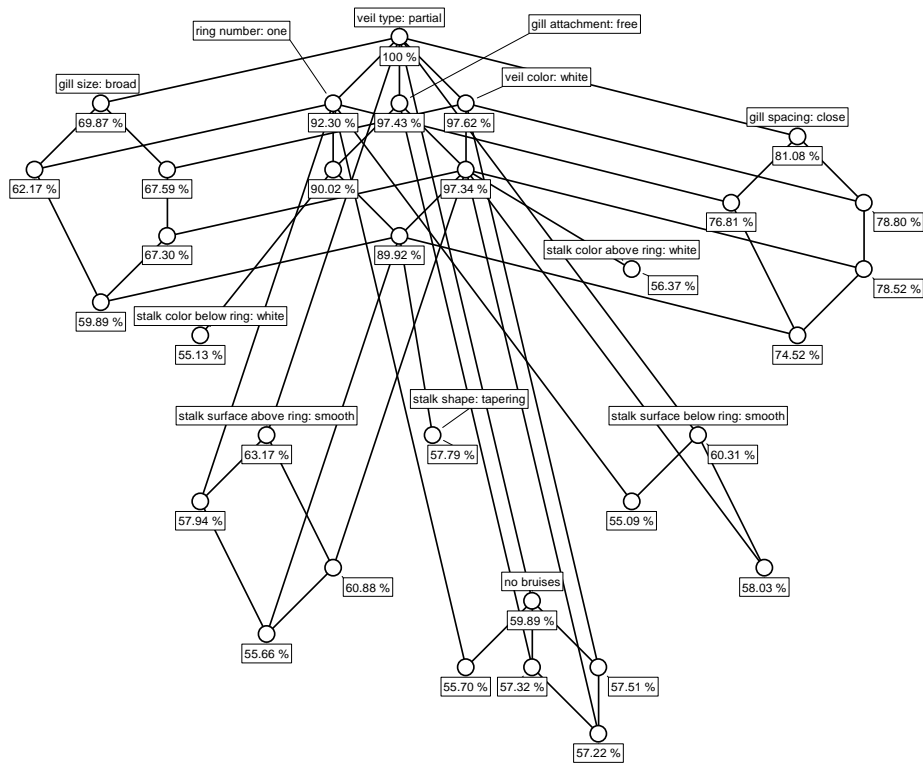 veil type: partial
ring number: one
gill attachment: free
100 %
gill size: broad
veil color: white
69.87 %
92.30 %
97.43 %
97.62 %
gill spacing: close
81.08 %
62.17 %
67.59 %
90.02 %
97.34 %
76.81 %
78.80 %
89.92 %
67.30 %
stalk color above ring: white
56.37 %
78.52 %
59.89 %
stalk color below ring: white
55.13 %
74.52 %
stalk shape: tapering
stalk surface above ring: smooth
stalk surface below ring: smooth
63.17 %
57.79 %
60.31 %
57.94 %
55.09 %
no bruises
60.88 %
58.03 %
59.89 %
55.66 %
55.70 %
57.32 %
57.51 %
57.22 %